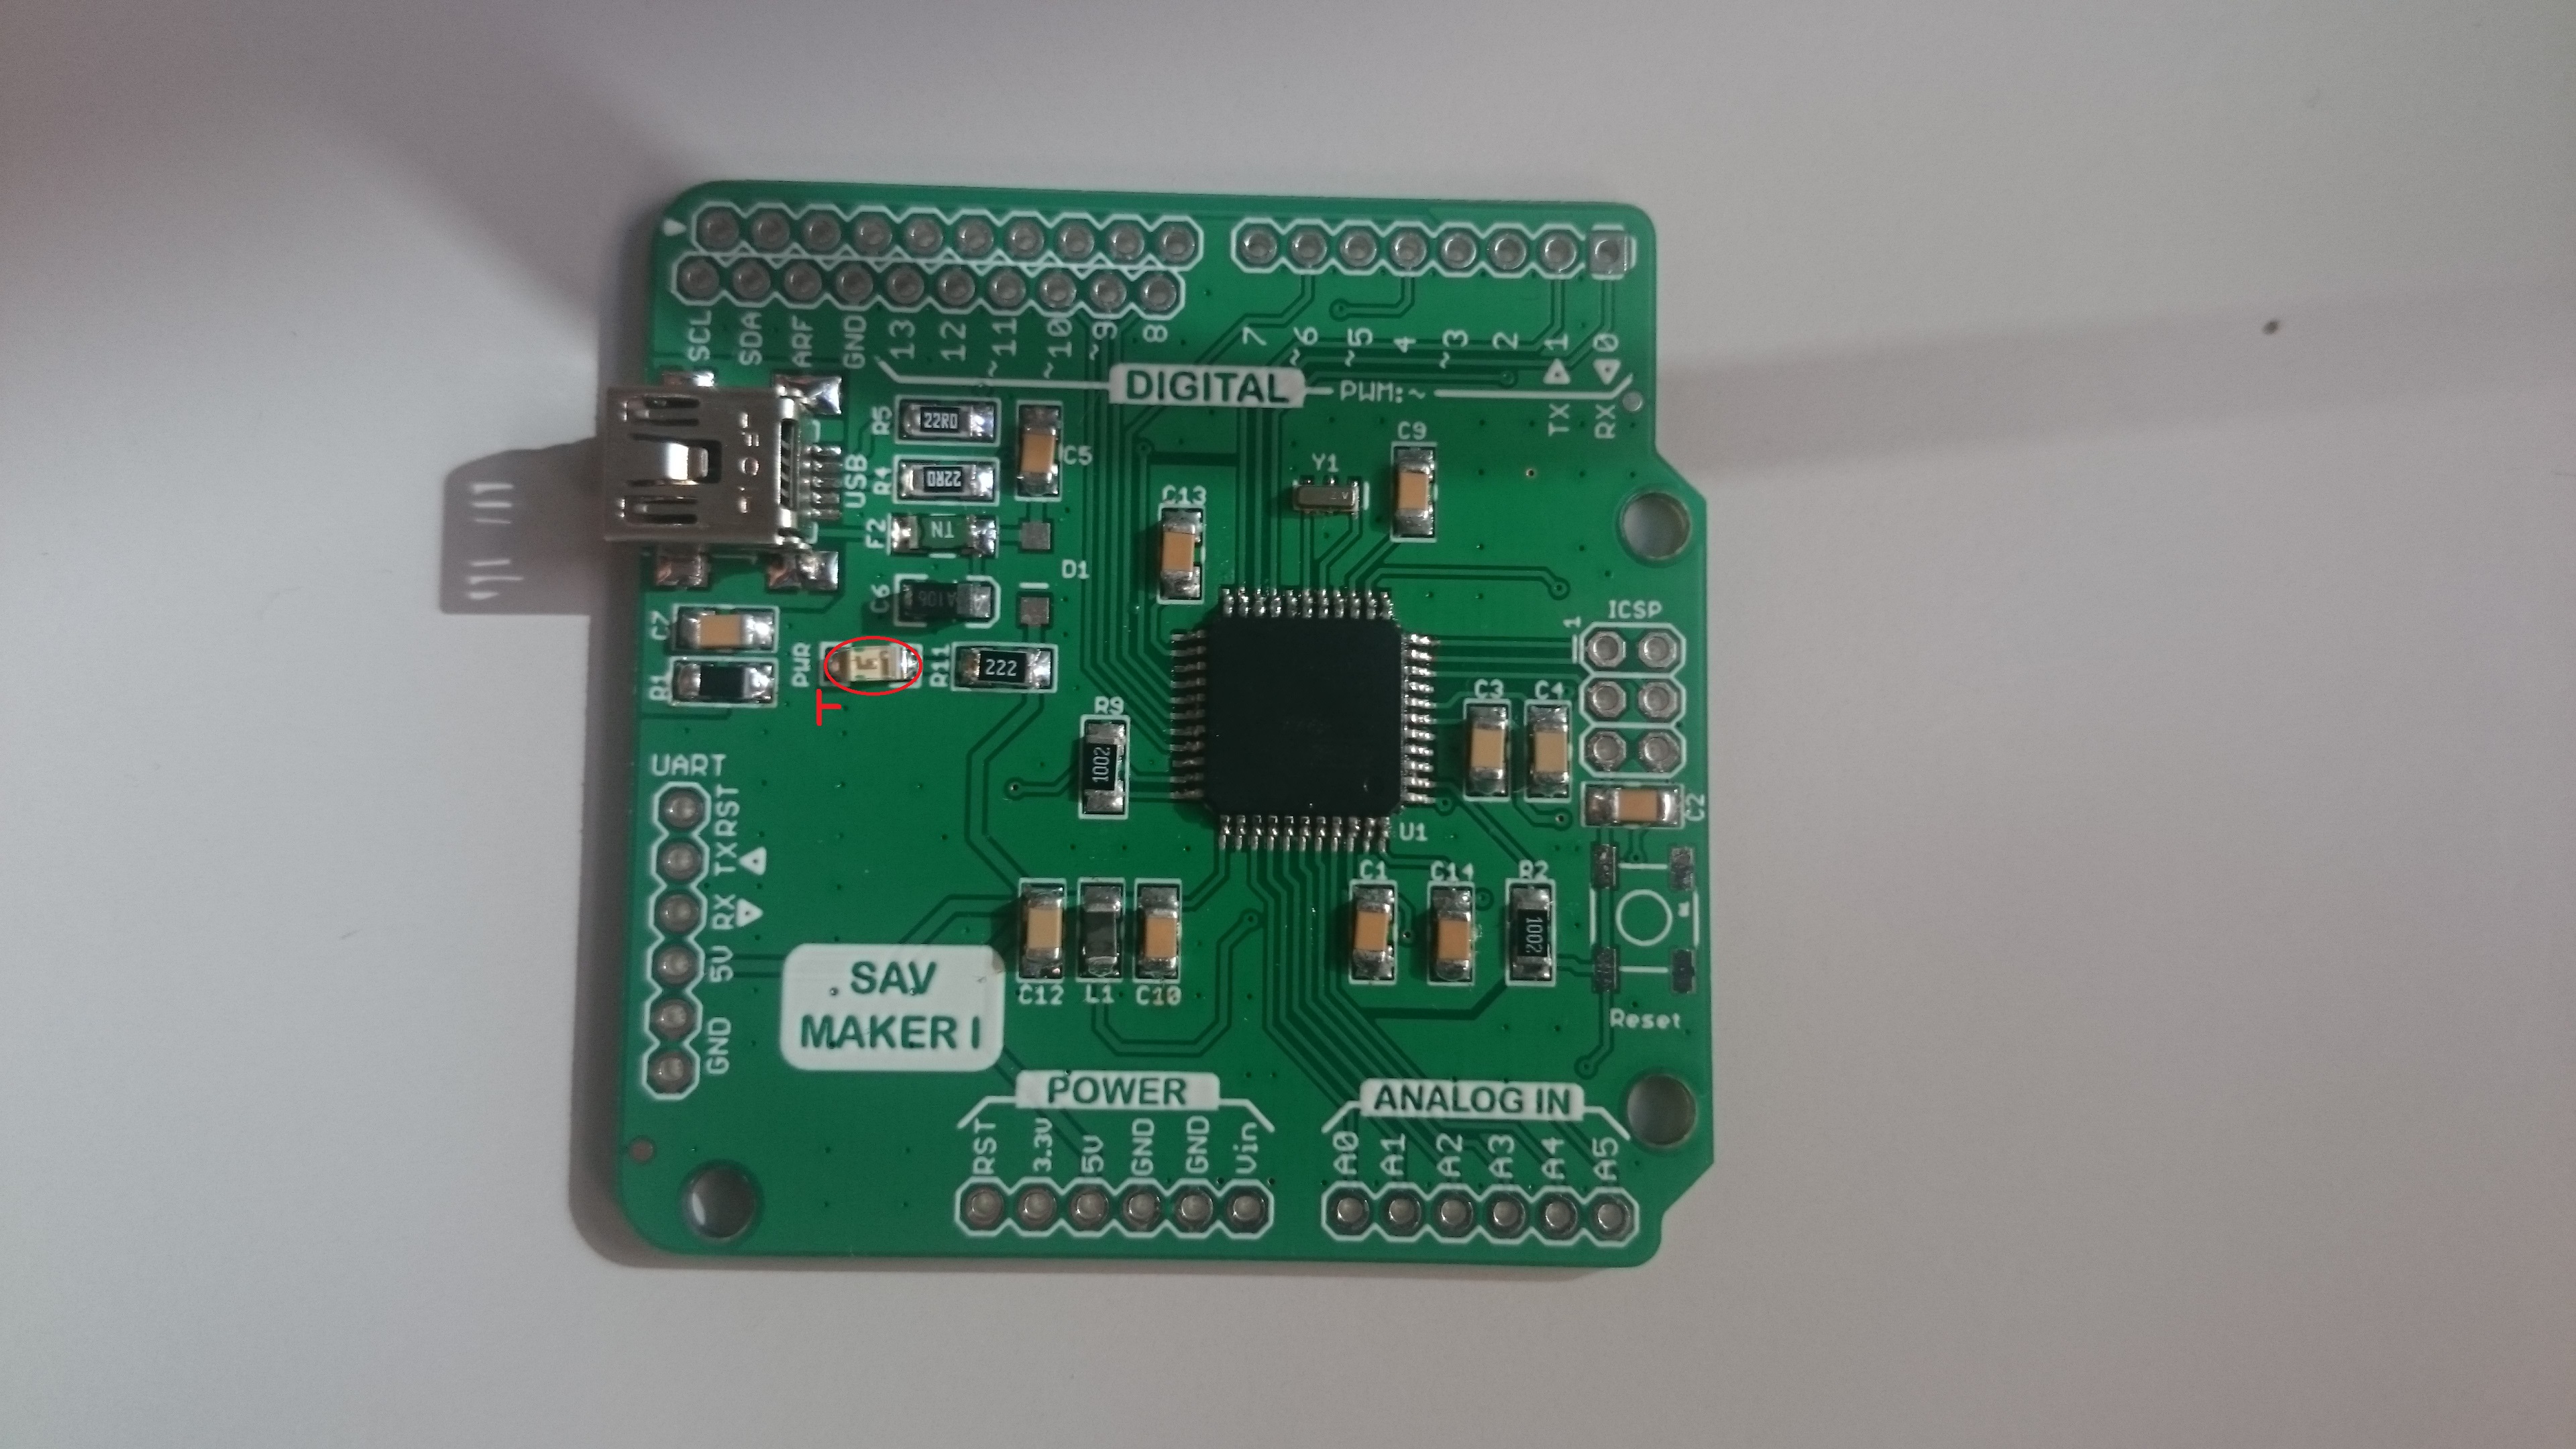 SCL
SDA
ARF
GND
13
12
~11
~10
~9
8
7
~6
~5
4
~3
2
1
0
DIGITAL
PWM:~
TX
RX
USB
R5
22R0
C5
R4
22R0
F2
TN
D1
C6
A106
C7
R1
PWR
R11
222
C13
Y1
C9
ICSP
1
R9
1002
C3
C4
C2
U1
UART
RST
TX
RX
5V
GND
C12
L1
C10
C1
C14
R2
1002
Reset
SAV
MAKER I
POWER
RST
3.3V
5V
GND
GND
Vin
ANALOG IN
A0
A1
A2
A3
A4
A5